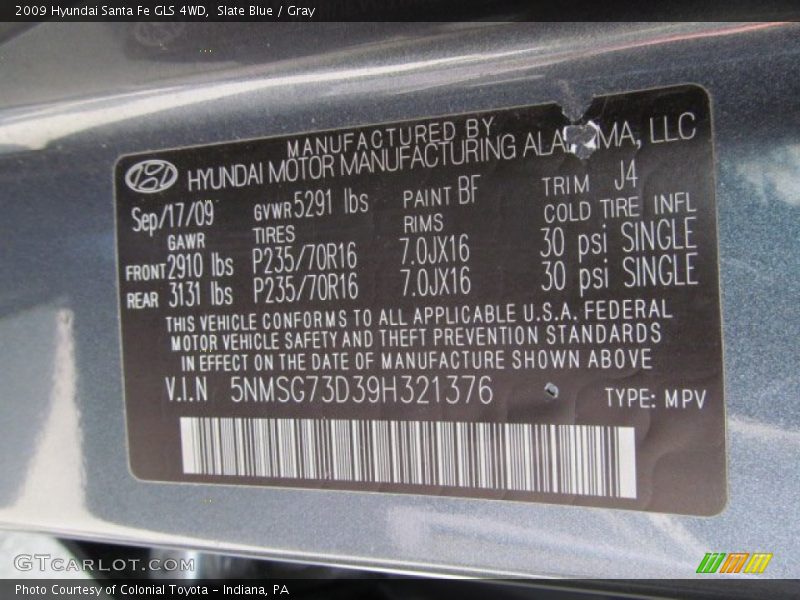 2009 Hyundai Santa Fe GLS 4WD, Slate Blue / Gray
MANUFACTURED BY
HYUNDAI MOTOR MANUFACTURING ALA MA, LLC
Sep/17/09 GVWR 5291 lbs PAINT BF TRIM J4
GAWR TIRES RIMS COLD TIRE INFL
FRONT 2910 lbs P235/70R16 7.0JX16 30 psi SINGLE
REAR 3131 lbs P235/70R16 7.0JX16 30 psi SINGLE
THIS VEHICLE CONFORMS TO ALL APPLICABLE U.S.A. FEDERAL
MOTOR VEHICLE SAFETY AND THEFT PREVENTION STANDARDS
IN EFFECT ON THE DATE OF MANUFACTURE SHOWN ABOVE
V.I.N 5NMSG73D39H321376 TYPE: MPV
GTCARLOT.COM
Photo Courtesy of Colonial Toyota - Indiana, PA